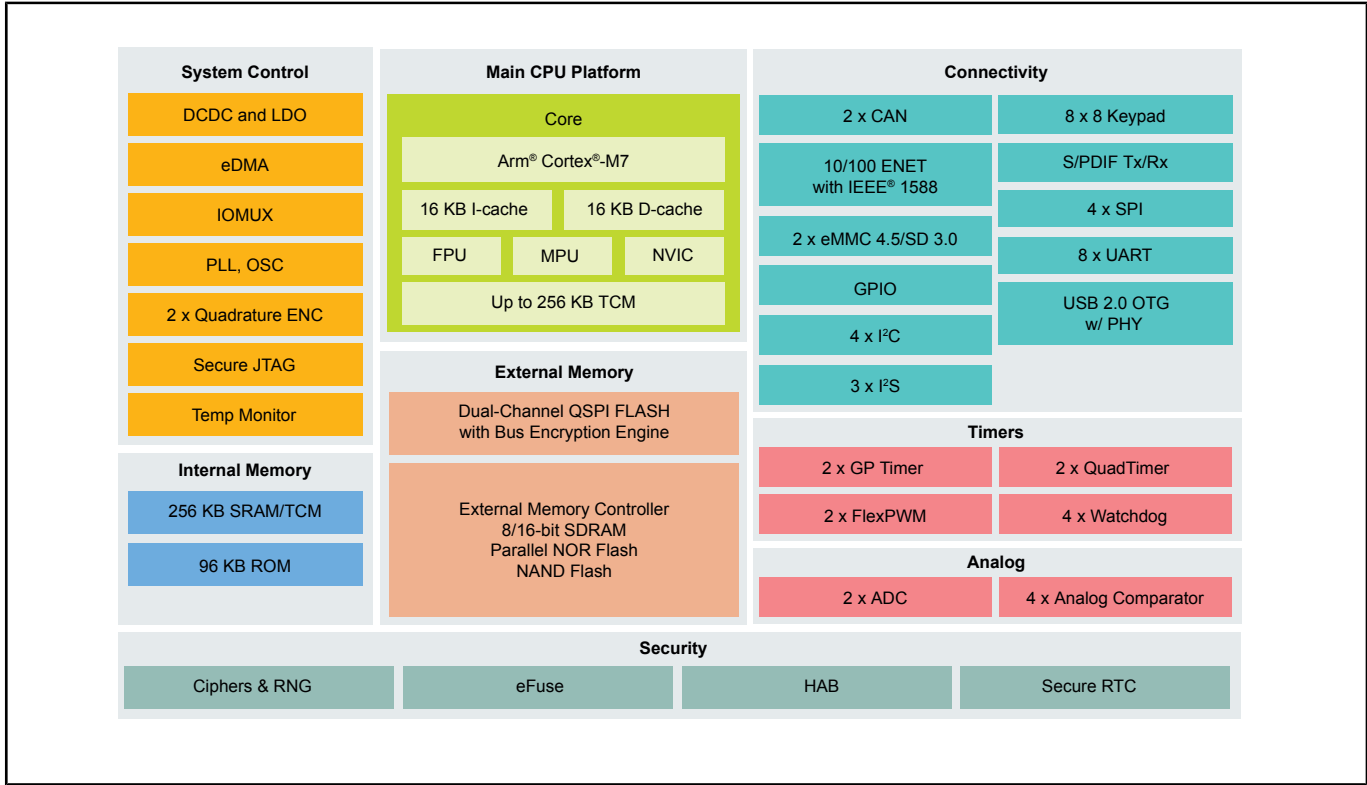 System Control
DCDC and LDO
eDMA
IOMUX
PLL, OSC
2 x Quadrature ENC
Secure JTAG
Temp Monitor
Internal Memory
256 KB SRAM/TCM
96 KB ROM
Main CPU Platform
Core
Arm® Cortex®-M7
16 KB I-cache
16 KB D-cache
FPU
MPU
NVIC
Up to 256 KB TCM
External Memory
Dual-Channel QSPI FLASH
with Bus Encryption Engine
External Memory Controller
8/16-bit SDRAM
Parallel NOR Flash
NAND Flash
Connectivity
2 x CAN
10/100 ENET
with IEEE® 1588
2 x eMMC 4.5/SD 3.0
GPIO
4 x I²C
3 x I²S
8 x 8 Keypad
S/PDIF Tx/Rx
4 x SPI
8 x UART
USB 2.0 OTG
w/ PHY
Timers
2 x GP Timer
2 x QuadTimer
2 x FlexPWM
4 x Watchdog
Analog
2 x ADC
4 x Analog Comparator
Security
Ciphers & RNG
eFuse
HAB
Secure RTC